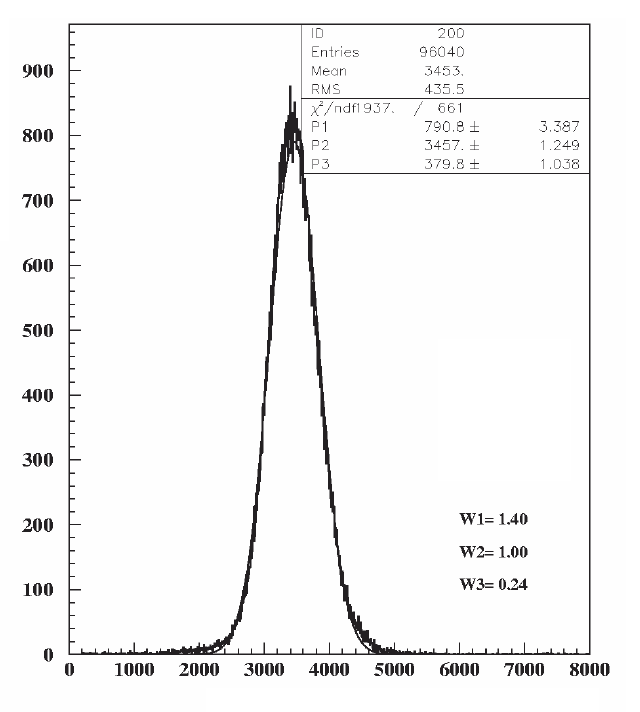 ID 200
Entries 96040
Mean 3453.
RMS 435.5
χ²/ndf1937. / 661
P1 790.8 ± 3.387
P2 3457. ± 1.249
P3 379.8 ± 1.038
900
800
700
600
500
400
300
200
100
0
W1= 1.40
W2= 1.00
W3= 0.24
0 1000 2000 3000 4000 5000 6000 7000 8000